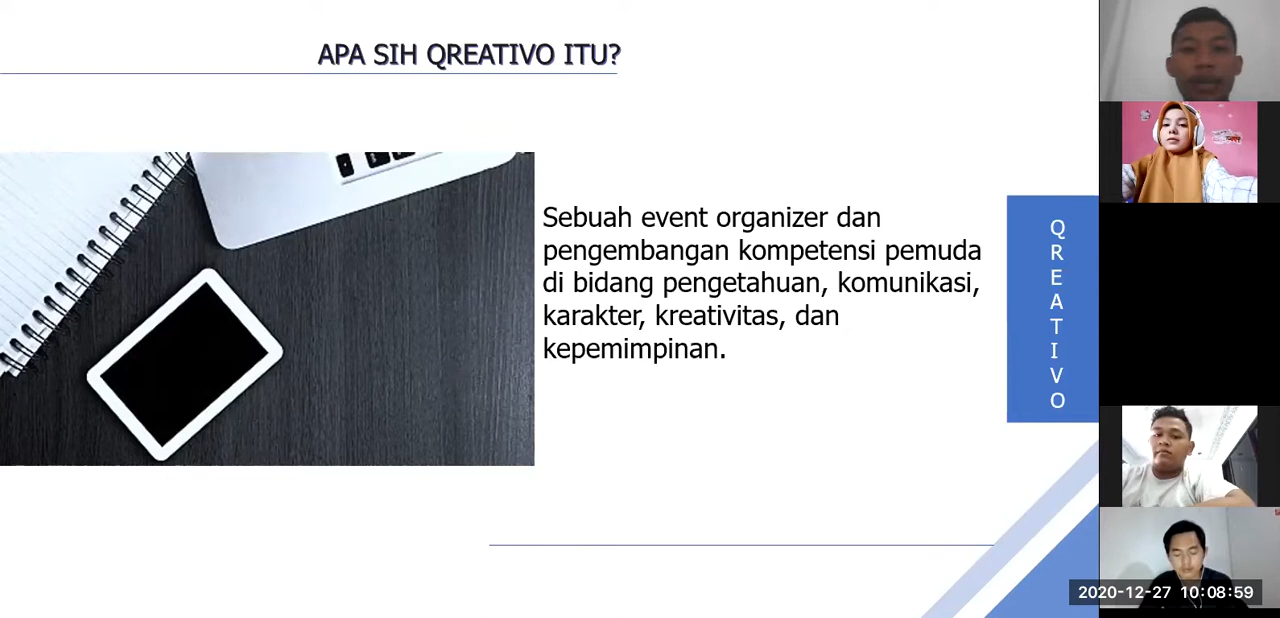 APA SIH QREATIVO ITU?
Sebuah event organizer dan
pengembangan kompetensi pemuda
di bidang pengetahuan, komunikasi,
karakter, kreativitas, dan
kepemimpinan.
Q
R
E
A
T
I
V
O
2020-12-27 10:08:59